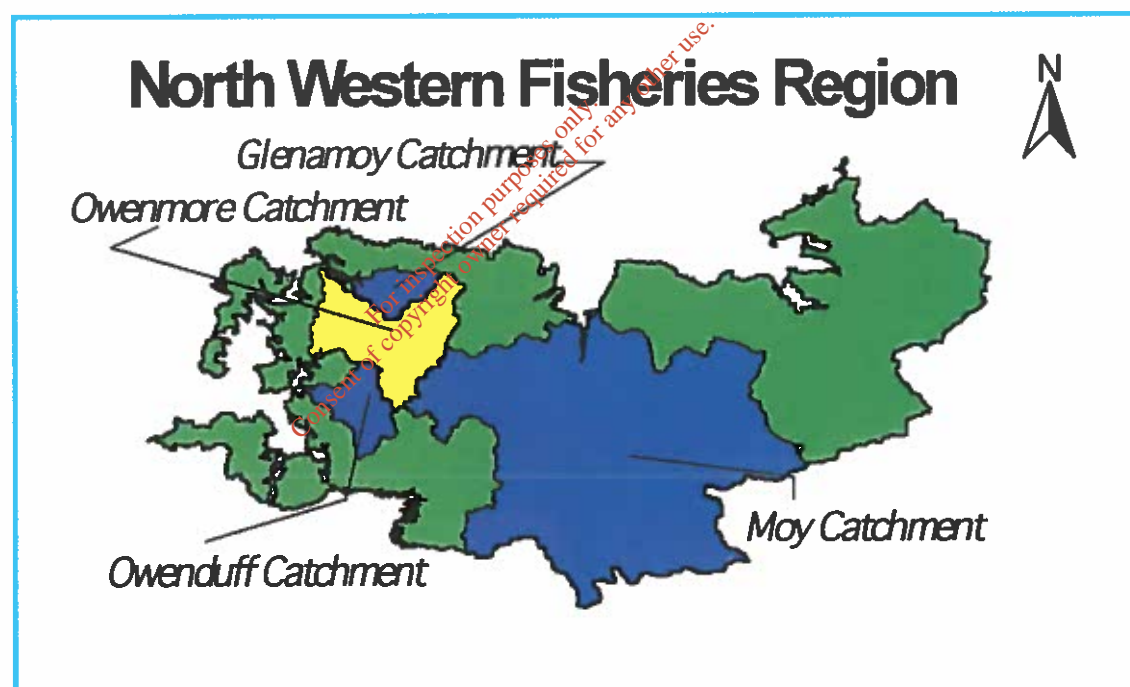 North Western Fisheries Region
N
Glenamoy Catchment
Owenmore Catchment
For inspection purposes only.
Consent of copyright owner required for any other use.
Moy Catchment
Owenduff Catchment